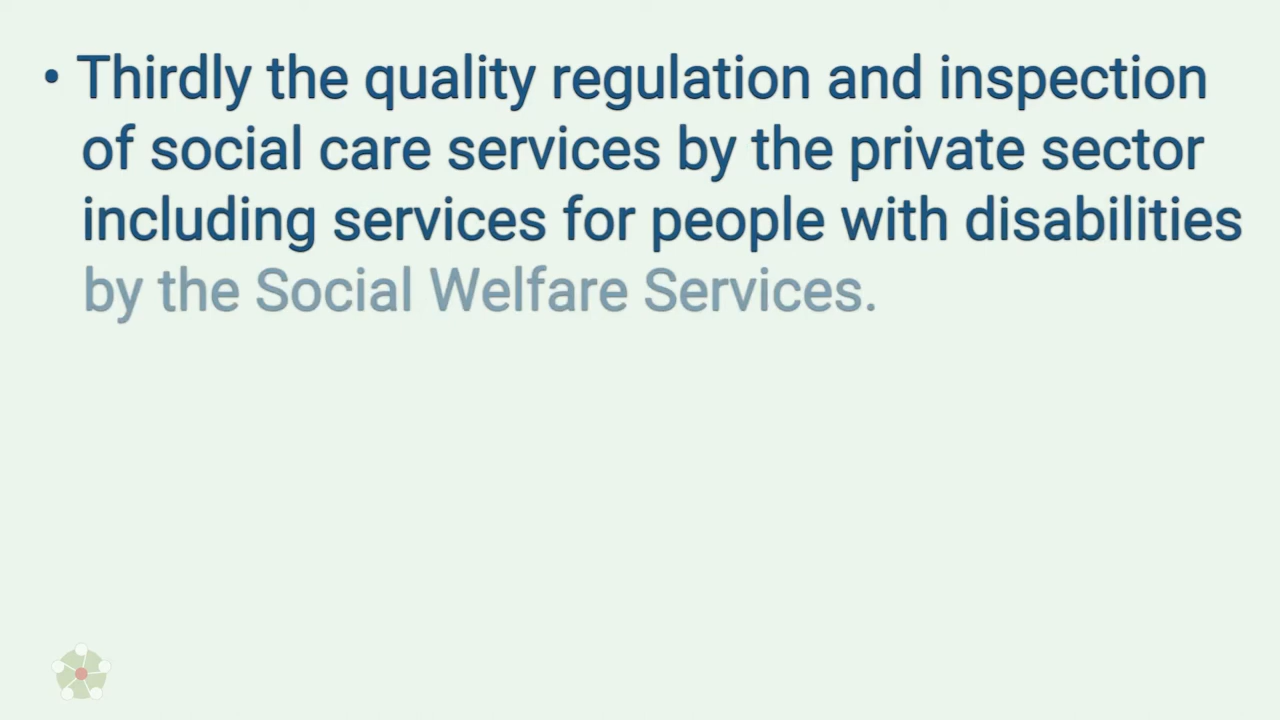 • Thirdly the quality regulation and inspection
of social care services by the private sector
including services for people with disabilities
by the Social Welfare Services.